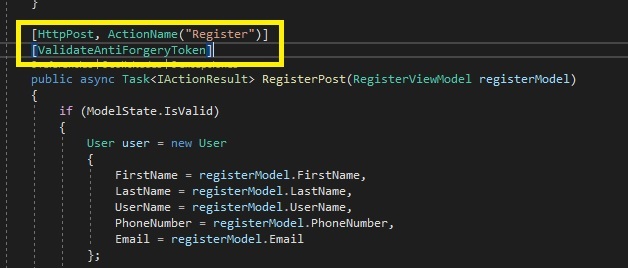 }
[HttpPost, ActionName("Register")]
[ValidateAntiForgeryToken]
public async Task<IActionResult> RegisterPost(RegisterViewModel registerModel)
{
if (ModelState.IsValid)
{
User user = new User
{
FirstName = registerModel.FirstName,
LastName = registerModel.LastName,
UserName = registerModel.UserName,
PhoneNumber = registerModel.PhoneNumber,
Email = registerModel.Email
};